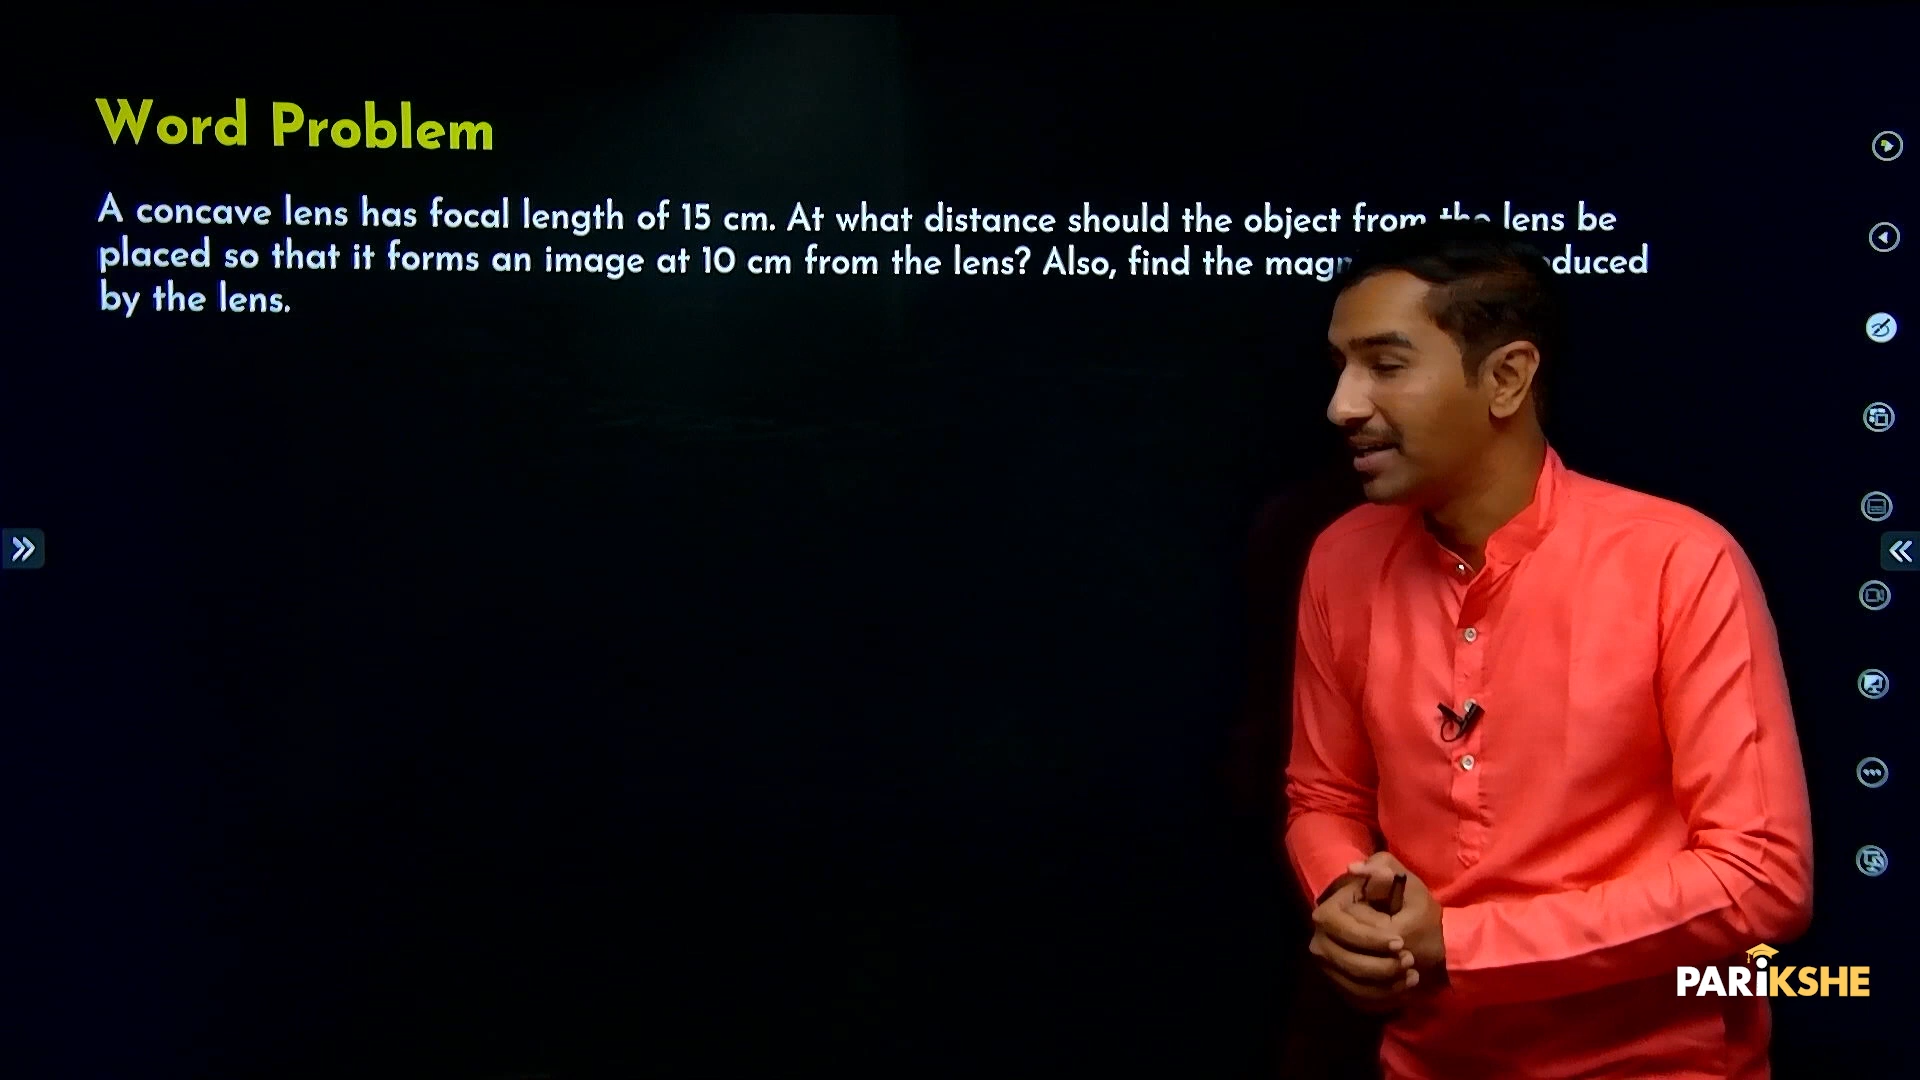 Word Problem
A concave lens has focal length of 15 cm. At what distance should the object from lens be
placed so that it forms an image at 10 cm from the lens? Also, find the
by the lens.
PARiKSHE